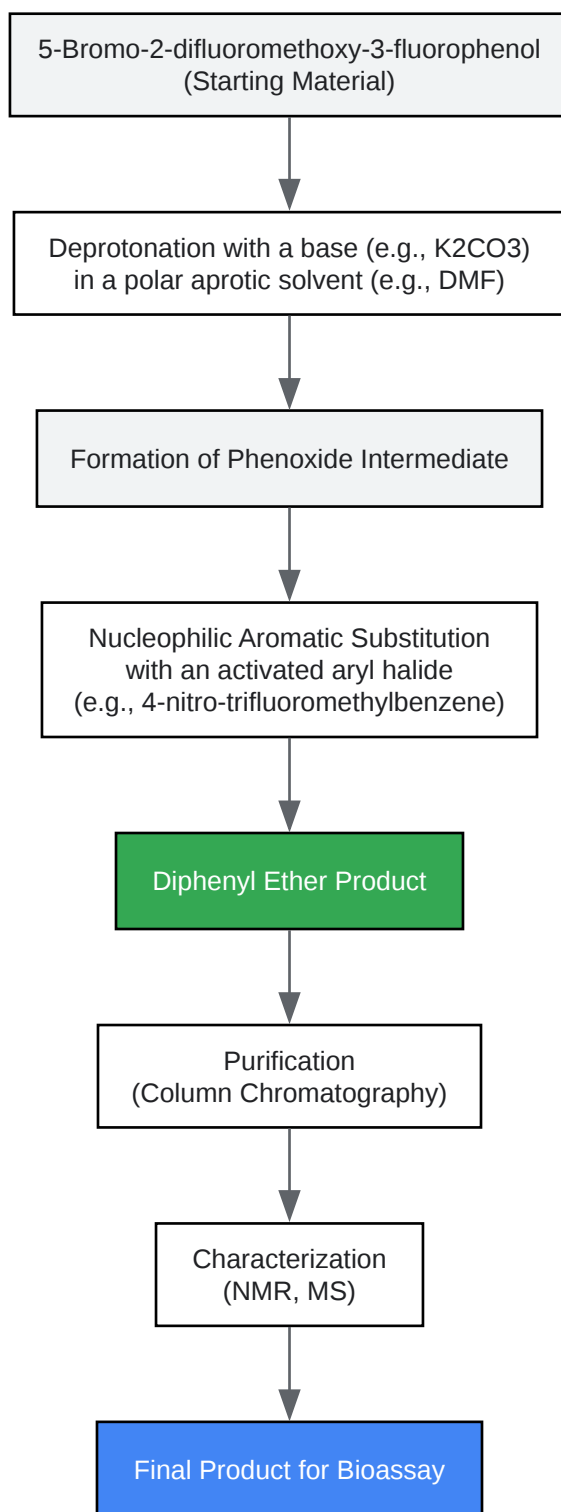 5-Bromo-2-difluoromethoxy-3-fluorophenol
(Starting Material)
Deprotonation with a base (e.g., K2CO3)
in a polar aprotic solvent (e.g., DMF)
Formation of Phenoxide Intermediate
Nucleophilic Aromatic Substitution
with an activated aryl halide
(e.g., 4-nitro-trifluoromethylbenzene)
Diphenyl Ether Product
Purification
(Column Chromatography)
Characterization
(NMR, MS)
Final Product for Bioassay